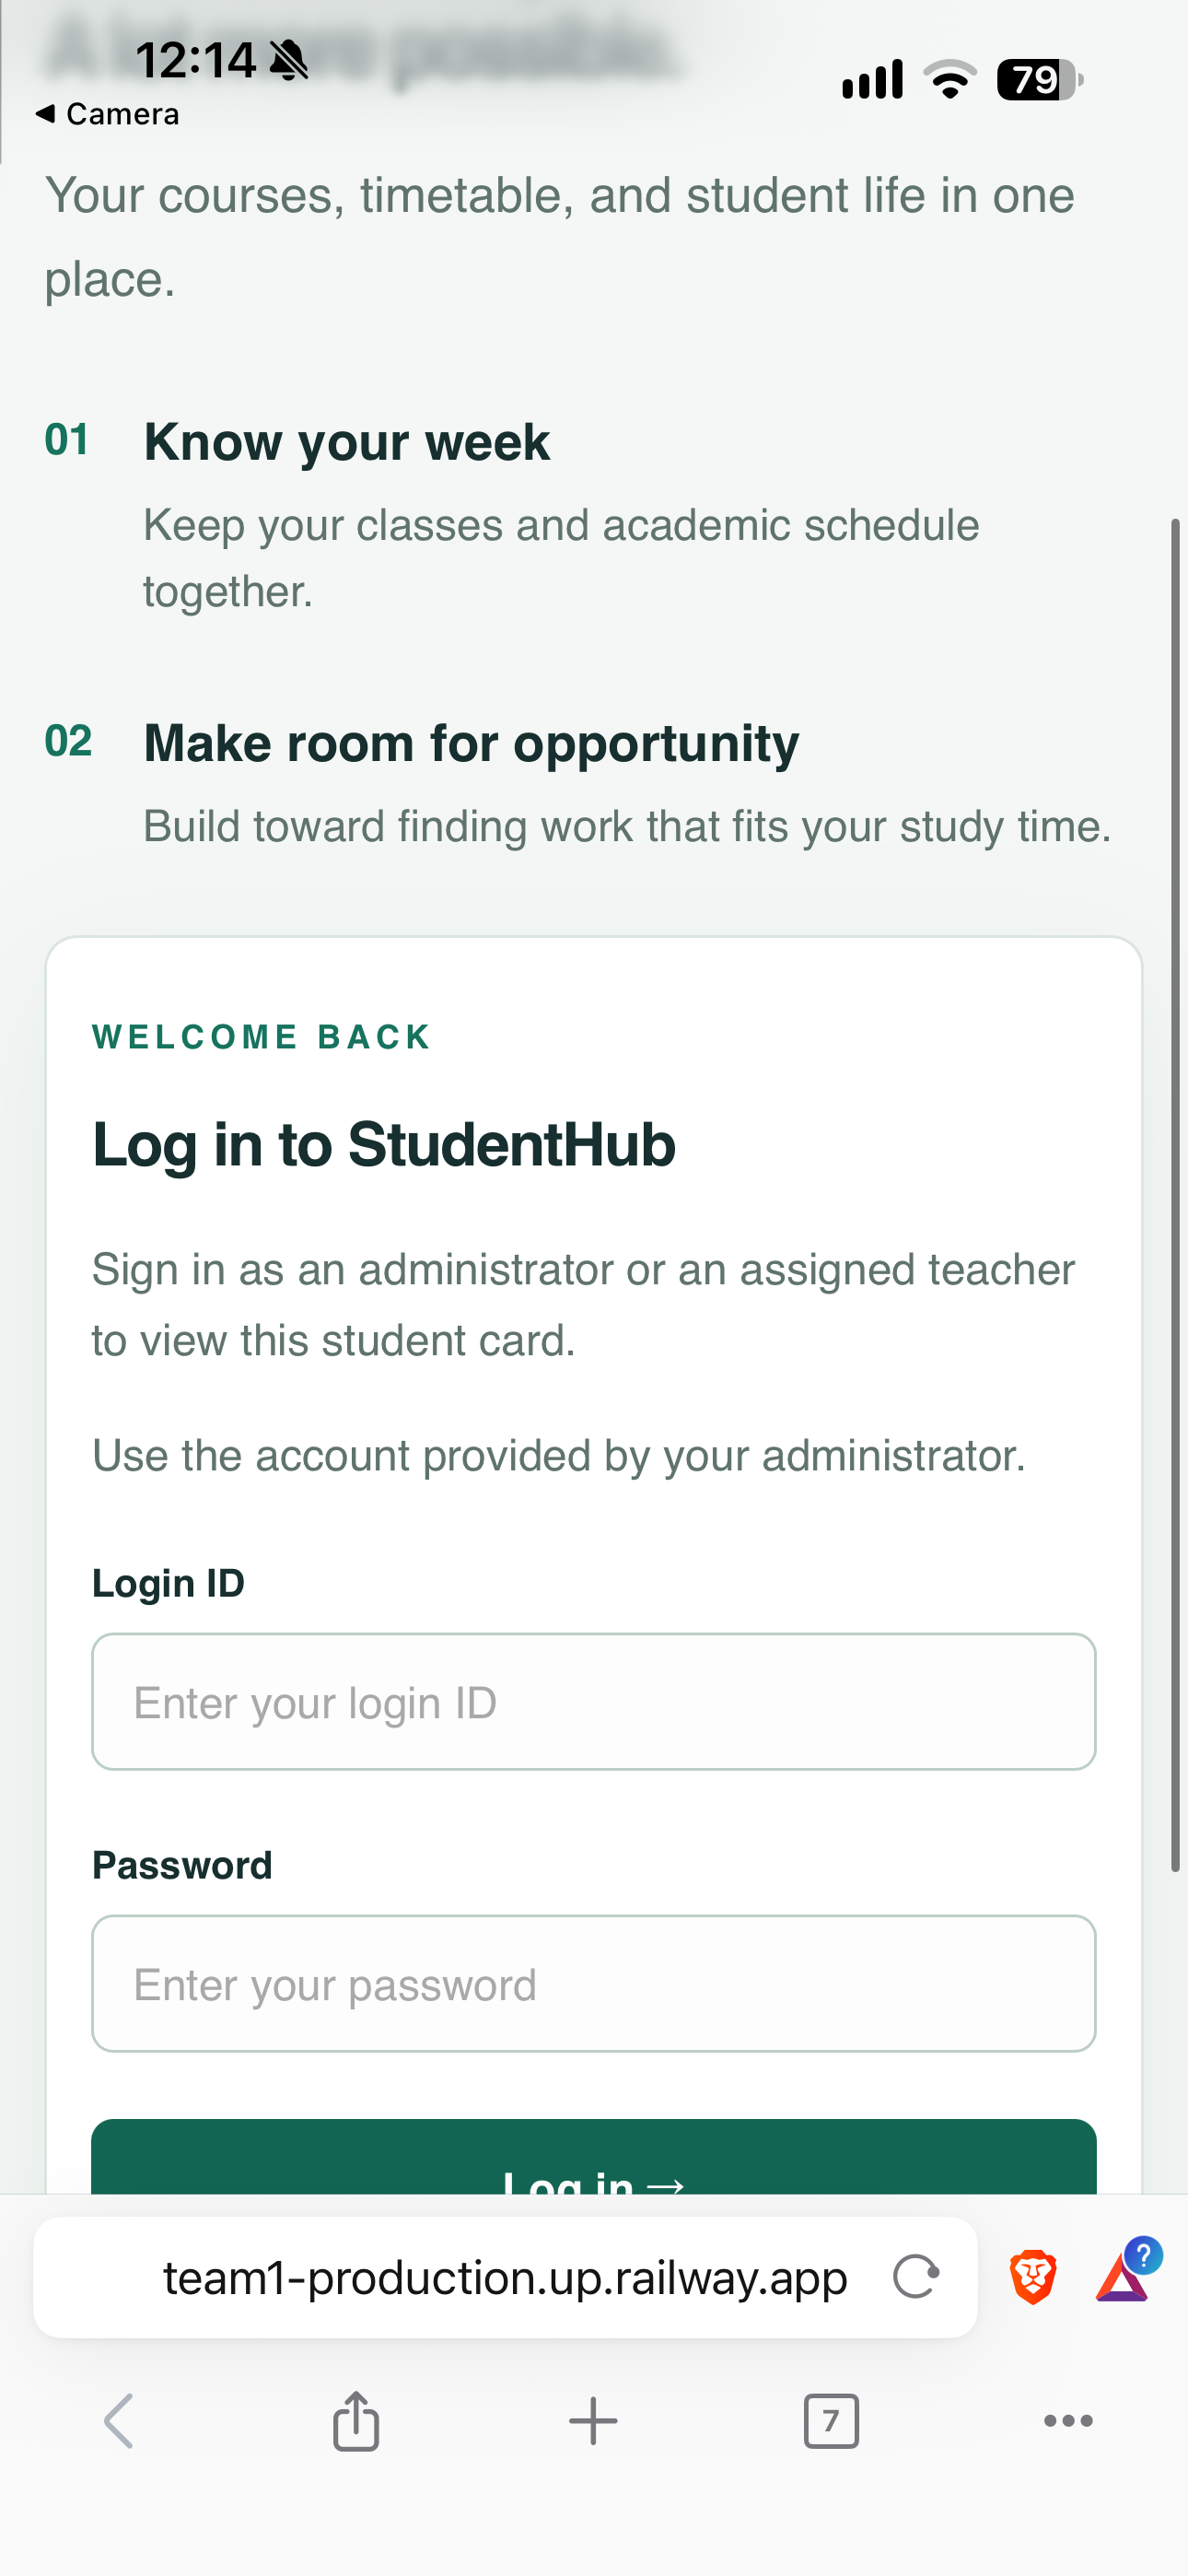 12:14
79
◀ Camera
Your courses, timetable, and student life in one
place.
01 Know your week
Keep your classes and academic schedule
together.
02 Make room for opportunity
Build toward finding work that fits your study time.
WELCOME BACK
Log in to StudentHub
Sign in as an administrator or an assigned teacher
to view this student card.
Use the account provided by your administrator.
Login ID
Enter your login ID
Password
Enter your password
Log in →
team1-production.up.railway.app
?
7